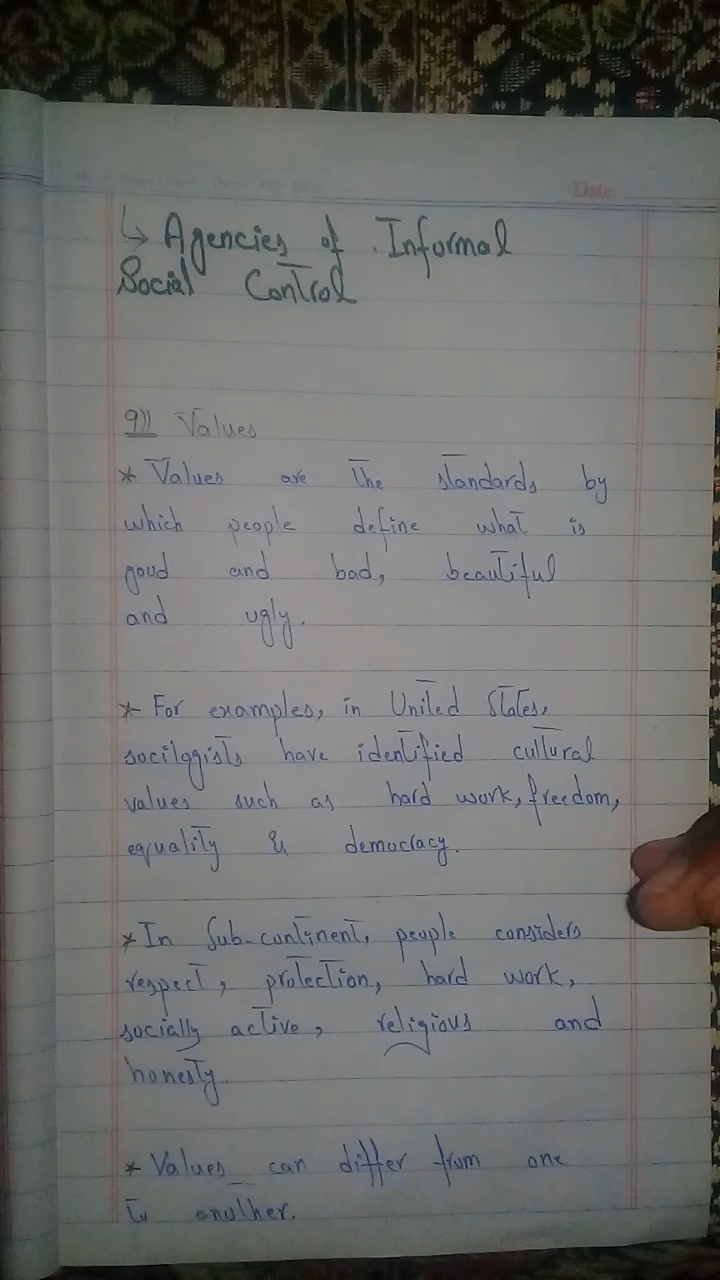 Date.
↳ Agencies of Informal
Social Control
9)) Values
* Values are the standards by
which people define what is
good and bad, beautiful
and ugly.
* For examples, in United States,
socilogists have identified cultural
values such as hard work, freedom,
equality & democracy.
* In Sub-continent, people considers
respect, protection, hard work,
socially active, religious and
honesty.
* Values can differ from one
to another.